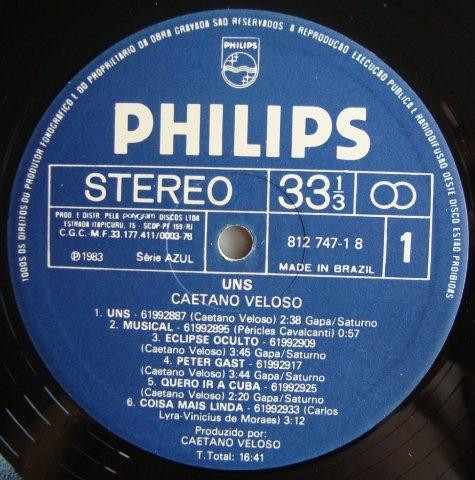 TODOS OS DIREITOS DO PRODUTOR FONOGRÁFICO E DO PROPRIETARIO DA OBRA GRAVADA SÃO RESERVADOS A REPRODUÇÃO EXECUÇÃO PUBLICA E RADIODIFUSÃO DESTE DISCO ESTÃO PROIBIDAS
PHILIPS
PHILIPS
STEREO
33 1/3
PROD. E DISTR. PELA polygram DISCOS LTDA
ESTRADA ITAPICURU, 75 - SCDP-PF 155/RJ
C.G.C.-M.F. 33.177.411/0003-78
812 747-1 8
1
℗ 1983 Série AZUL
MADE IN BRAZIL
UNS
CAETANO VELOSO
1. UNS - 61992887 (Caetano Veloso) 2:38 Gapa/Saturno
2. MUSICAL - 61992895 (Péricles Cavalcanti) 0:57
3. ECLIPSE OCULTO - 61992909
(Caetano Veloso) 3:45 Gapa/Saturno
4. PETER GAST - 61992917
(Caetano Veloso) 3:44 Gapa/Saturno
5. QUERO IR A CUBA - 61992925
(Caetano Veloso) 2:20 Gapa/Saturno
6. COISA MAIS LINDA - 61992933 (Carlos
Lyra-Vinicius de Moraes) 3:12
Produzido por:
CAETANO VELOSO
T. Total: 16:41